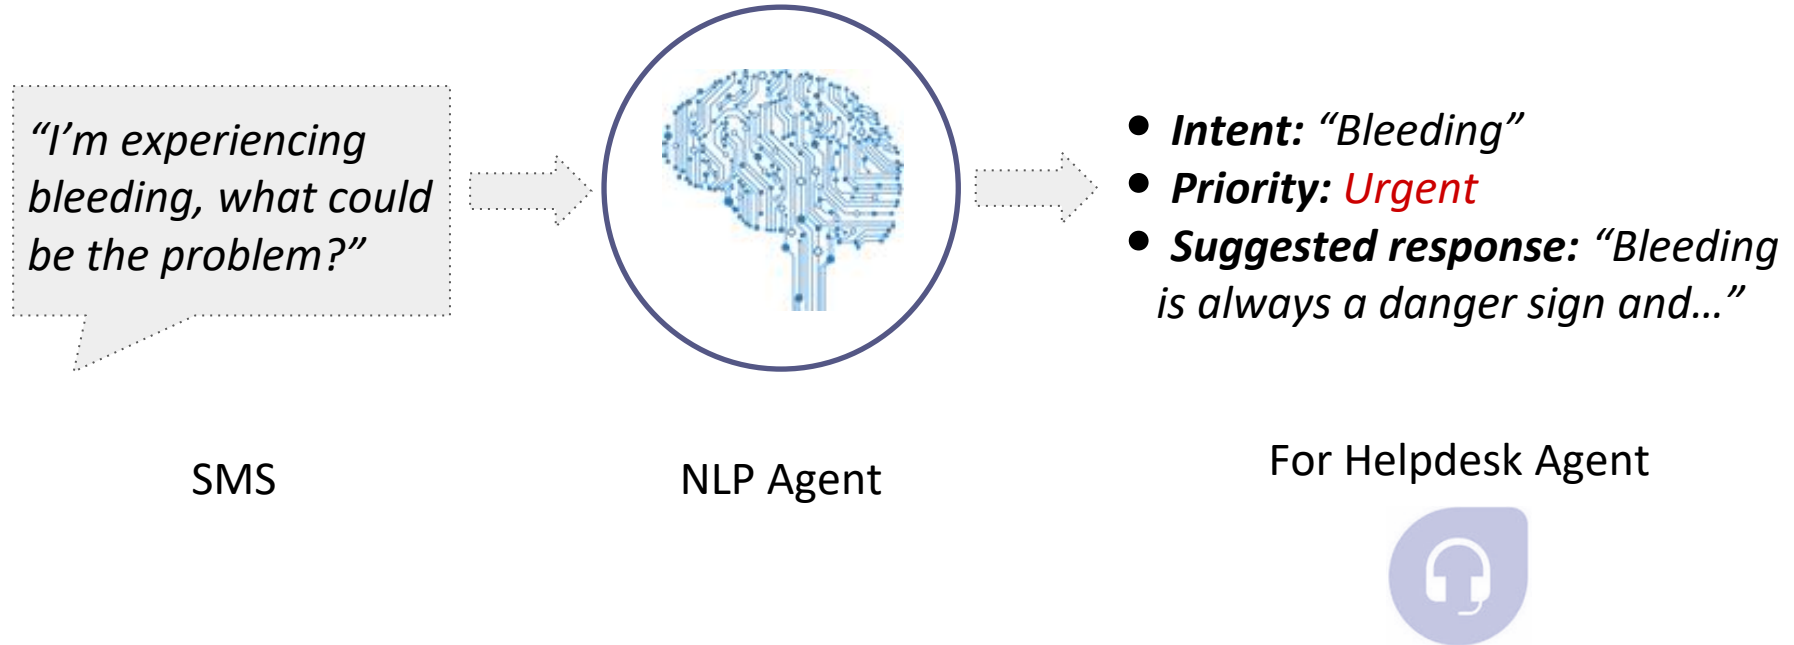 “I’m experiencing
bleeding, what could
be the problem?”
SMS
NLP Agent
• Intent: “Bleeding”
• Priority: Urgent
• Suggested response: “Bleeding
is always a danger sign and…”
For Helpdesk Agent